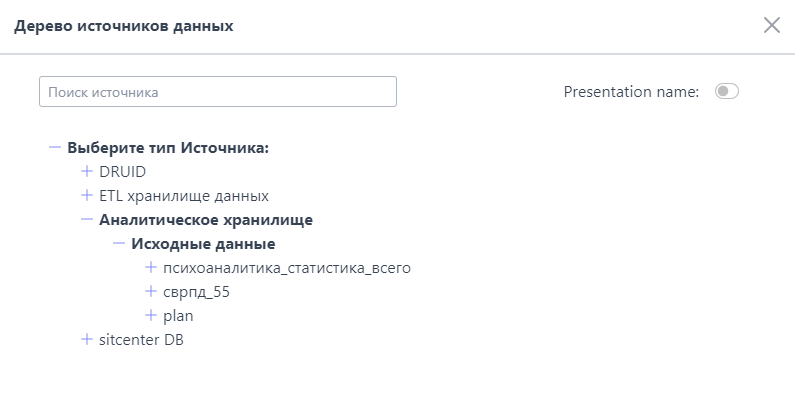 Дерево источников данных
Поиск источника
Presentation name:
Выберите тип Источника:
DRUID
ETL хранилище данных
Аналитическое хранилище
Исходные данные
психоаналитика_статистика_всего
сврпд_55
plan
sitcenter DB